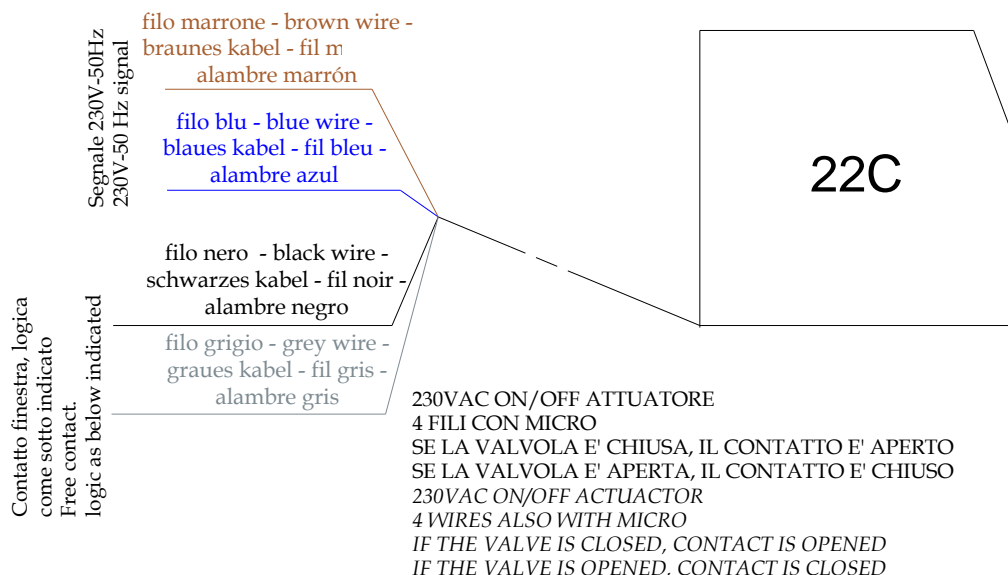 Segnale 230V-50Hz
230V-50 Hz signal
filo marrone - brown wire -
braunes kabel - fil m
alambre marrón
filo blu - blue wire -
blaues kabel - fil bleu -
alambre azul
22C
Contatto finestra, logica
come sotto indicato
Free contact.
logic as below indicated
filo nero - black wire -
schwarzes kabel - fil noir -
alambre negro
filo grigio - grey wire -
graues kabel - fil gris -
alambre gris
230VAC ON/OFF ATTUATORE
4 FILI CON MICRO
SE LA VALVOLA E' CHIUSA, IL CONTATTO E' APERTO
SE LA VALVOLA E' APERTA, IL CONTATTO E' CHIUSO
230VAC ON/OFF ACTUACTOR
4 WIRES ALSO WITH MICRO
IF THE VALVE IS CLOSED, CONTACT IS OPENED
IF THE VALVE IS OPENED, CONTACT IS CLOSED